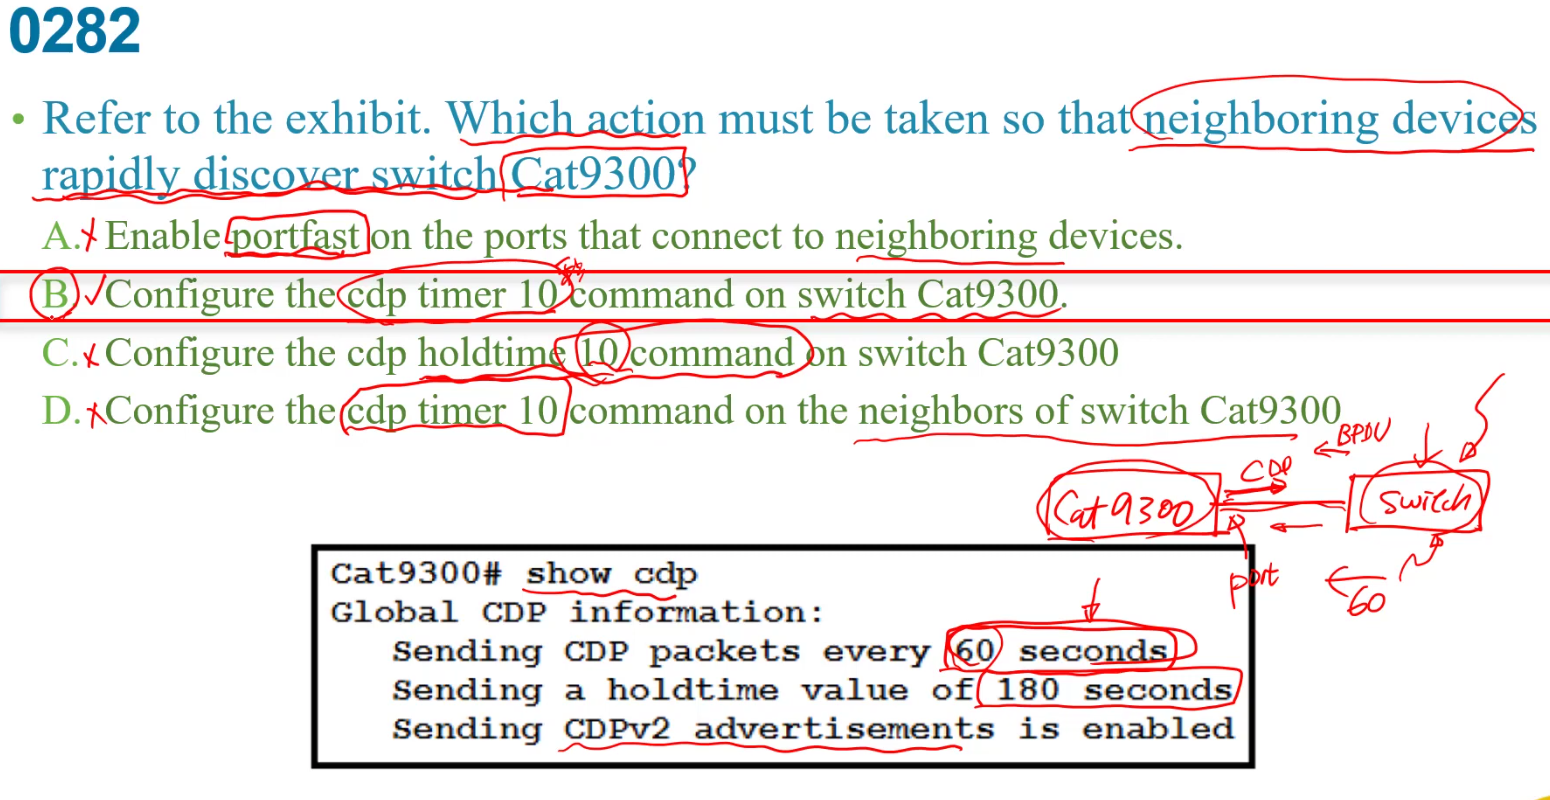 0282
• Refer to the exhibit. Which action must be taken so that neighboring devices
rapidly discover switch Cat9300?
A. Enable portfast on the ports that connect to neighboring devices.
B. Configure the cdp timer 10 command on switch Cat9300.
C. Configure the cdp holdtime 10 command on switch Cat9300
D. Configure the cdp timer 10 command on the neighbors of switch Cat9300
BPDU
CDP
Cat9300
Switch
port
60
Cat9300# show cdp
Global CDP information:
Sending CDP packets every 60 seconds
Sending a holdtime value of 180 seconds
Sending CDPv2 advertisements is enabled